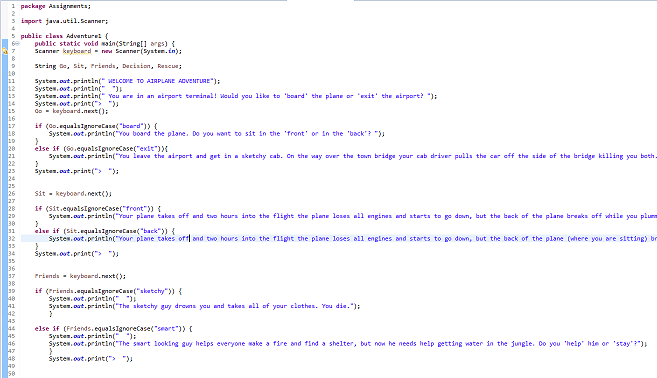 1 package Assignments;
2
3 import java.util.Scanner;
4
5 public class Adventure1 {
6 public static void main(String[] args) {
7 Scanner keyboard = new Scanner(System.in);
8
9 String Go, Sit, Friends, Decision, Rescue;
10
11 System.out.println(" WELCOME TO AIRPLANE ADVENTURE");
12 System.out.println("  ");
13 System.out.println(" You are in an airport terminal! Would you like to 'board' the plane or 'exit' the airport? ");
14 System.out.print(">  ");
15 Go = keyboard.next();
16
17 if (Go.equalsIgnoreCase("board")) {
18 System.out.println("You board the plane. Do you want to sit in the 'front' or in the 'back'? ");
19 }
20 else if (Go.equalsIgnoreCase("exit")){
21 System.out.println("You leave the airport and get in a sketchy cab. On the way over the town bridge your cab driver pulls the car off the side of the bridge killing you both.
22 }
23 System.out.print(">  ");
24
25
26 Sit = keyboard.next();
27
28 if (Sit.equalsIgnoreCase("front")) {
29 System.out.println("Your plane takes off and two hours into the flight the plane loses all engines and starts to go down, but the back of the plane breaks off while you plumm
30 }
31 else if (Sit.equalsIgnoreCase("back")) {
32 System.out.println("Your plane takes off and two hours into the flight the plane loses all engines and starts to go down, but the back of the plane (where you are sitting) br
33 }
34 System.out.print(">  ");
35
36
37 Friends = keyboard.next();
38
39 if (Friends.equalsIgnoreCase("sketchy")) {
40 System.out.println("  ");
41 System.out.println("The sketchy guy drowns you and takes all of your clothes. You die.");
42 }
43
44 else if (Friends.equalsIgnoreCase("smart")) {
45 System.out.println("  ");
46 System.out.println("The smart looking guy helps everyone make a fire and find a shelter, but now he needs help getting water in the jungle. Do you 'help' him or 'stay'?");
47 }
48 System.out.print(">  ");
49
50